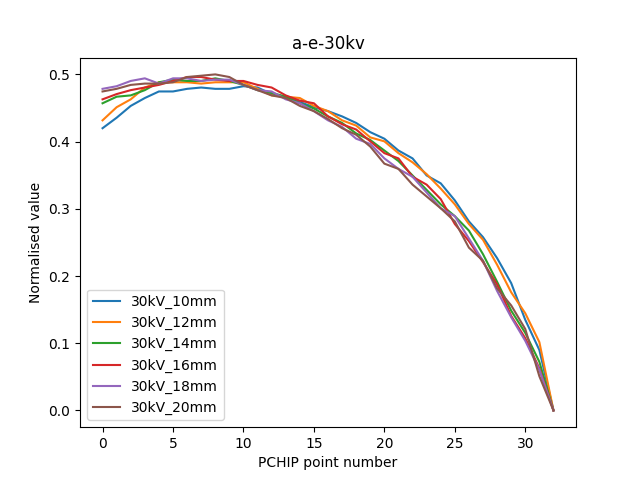 a-e-30kv
Normalised value
0.5
0.4
0.3
0.2
0.1
0.0
30kV_10mm
30kV_12mm
30kV_14mm
30kV_16mm
30kV_18mm
30kV_20mm
0 5 10 15 20 25 30
PCHIP point number